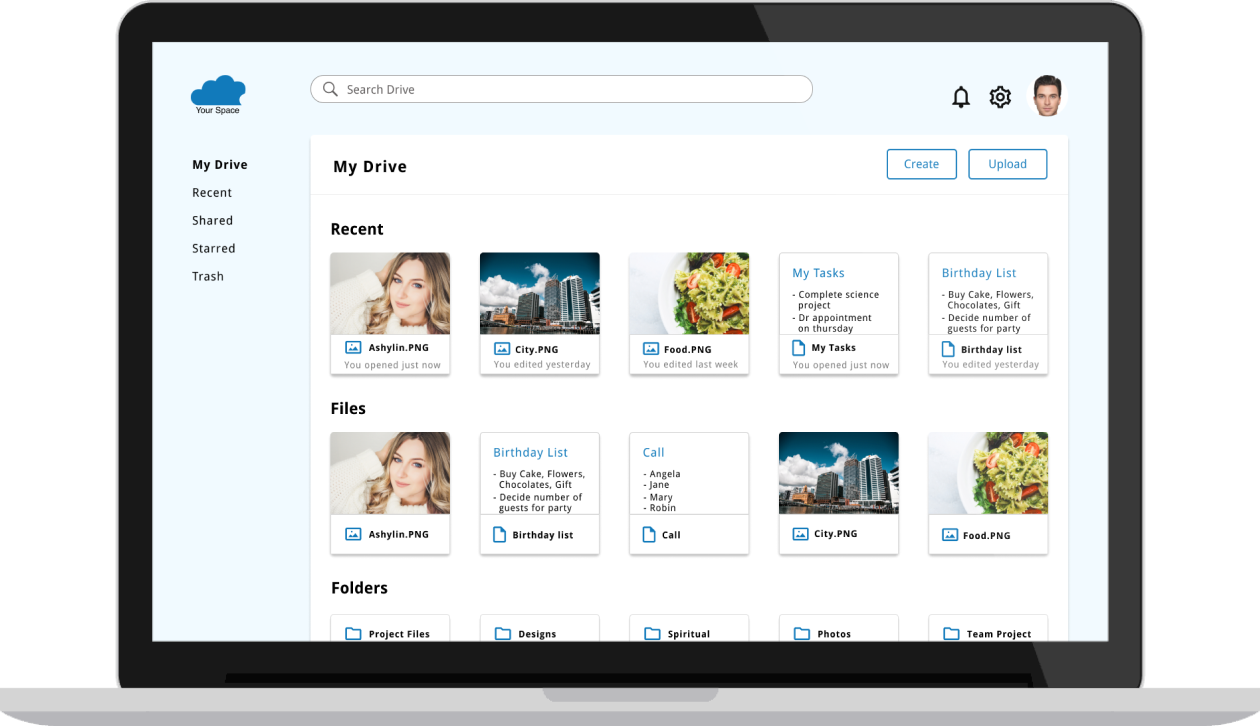 Your Space
Search Drive
My Drive
Recent
Shared
Starred
Trash
My Drive
Create
Upload
Recent
Ashylin.PNG
You opened just now
City.PNG
You edited yesterday
Food.PNG
You edited last week
My Tasks
- Complete science
project
- Dr appointment
on thursday
My Tasks
You opened just now
Birthday List
- Buy Cake, Flowers,
Chocolates, Gift
- Decide number of
guests for party
Birthday list
You edited yesterday
Files
Ashylin.PNG
Birthday List
- Buy Cake, Flowers,
Chocolates, Gift
- Decide number of
guests for party
Birthday list
Call
- Angela
- Jane
- Mary
- Robin
Call
City.PNG
Food.PNG
Folders
Project Files
Designs
Spiritual
Photos
Team Project